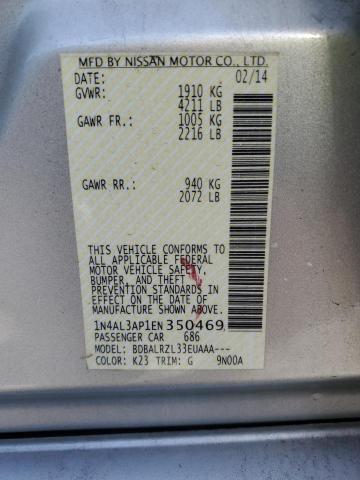 MFD BY NISSAN MOTOR CO., LTD.
DATE: 02/14
GVWR: 1910 KG
4211 LB
GAWR FR.: 1005 KG
2216 LB
GAWR RR.: 940 KG
2072 LB
THIS VEHICLE CONFORMS TO
ALL APPLICABLE FEDERAL
MOTOR VEHICLE SAFETY,
BUMPER, AND THEFT
PREVENTION STANDARDS
IN EFFECT ON THE DATE OF
MANUFACTURE SHOWN ABOVE.
1N4AL3AP1EN350469
PASSENGER CAR 686
MODEL: BDBALRZL33EUAAA---
COLOR: K23 TRIM: G 9N00A